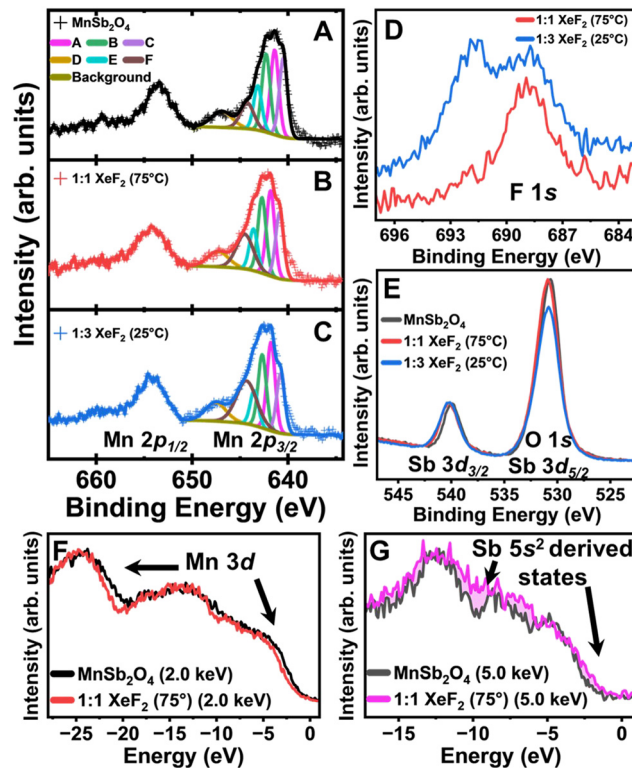 MnSb₂O₄
A B C
D E F
Background
A
1:1 XeF₂ (75°C)
B
1:3 XeF₂ (25°C)
C
Mn 2p₁/₂ Mn 2p₃/₂
660 650 640
Binding Energy (eV)
Intensity (arb. units)
D
1:1 XeF₂ (75°C)
1:3 XeF₂ (25°C)
F 1s
696 693 690 687 684
Binding Energy (eV)
Intensity (arb. units)
E
MnSb₂O₄
1:1 XeF₂ (75°C)
1:3 XeF₂ (25°C)
O 1s
Sb 3d₃/₂ Sb 3d₅/₂
545 540 535 530 525
Binding Energy (eV)
Intensity (arb. units)
F
Mn 3d
MnSb₂O₄ (2.0 keV)
1:1 XeF₂ (75°) (2.0 keV)
−25 −20 −15 −10 −5 0
Energy (eV)
Intensity (arb. units)
G
Sb 5s² derived
states
MnSb₂O₄ (5.0 keV)
1:1 XeF₂ (75°) (5.0 keV)
−15 −10 −5 0
Energy (eV)
Intensity (arb. units)